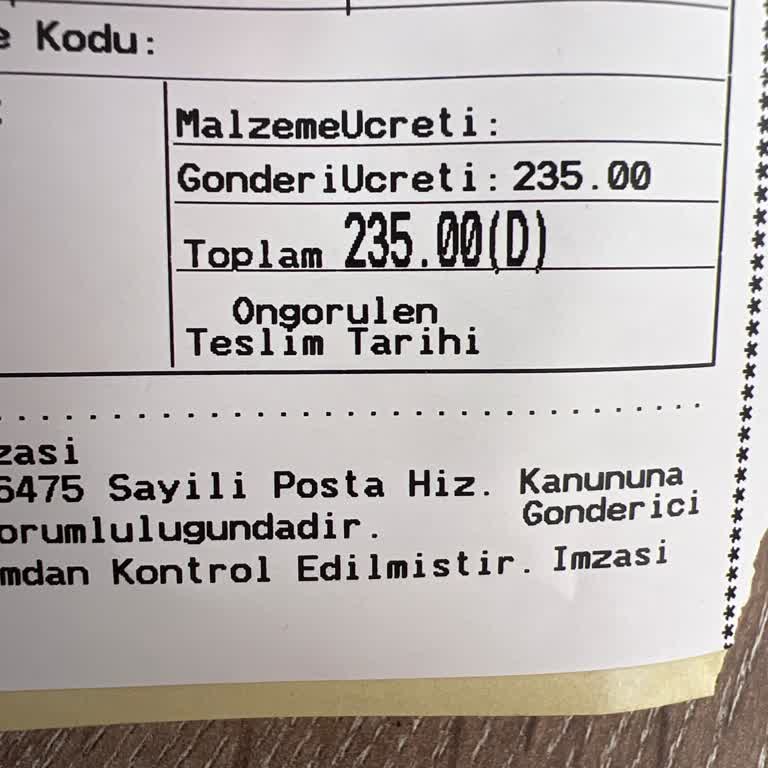 Kodu:
MalzemeUcreti:
GonderiUcreti: 235.00
Toplam 235.00(D)
Ongorulen
Teslim Tarihi
zasi
6475 Sayili Posta Hiz. Kanununa
orumlulugundadir.
mdan Kontrol Edilmistir.
Gonderici
Imzasi